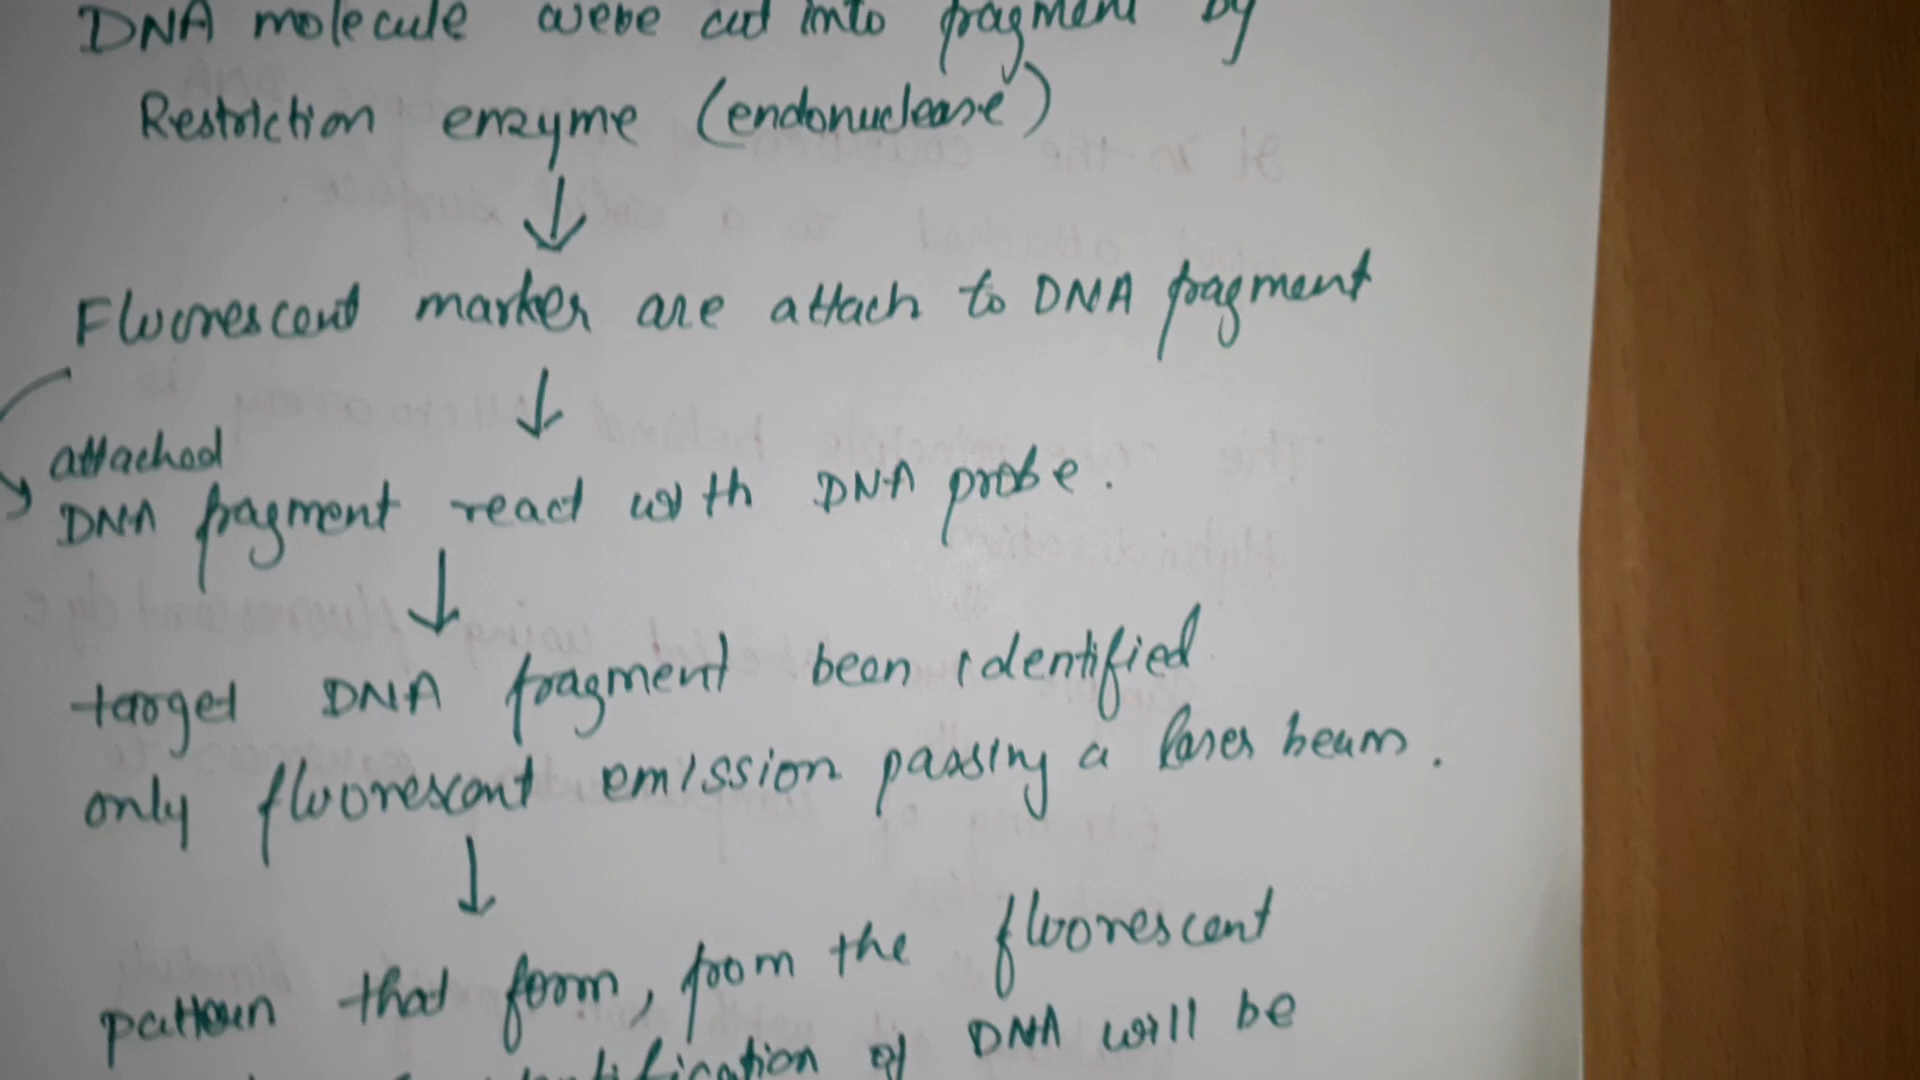 DNA molecule were cut into fragment by
Restriction enzyme (endonuclease)
↓
Fluorescent marker are attach to DNA fragment
↓
attached
DNA fragment react with DNA probe.
↓
target DNA fragment been identified
only fluorescent emission passing a laser beam.
↓
pattern that form, from the fluorescent
identification of DNA will be